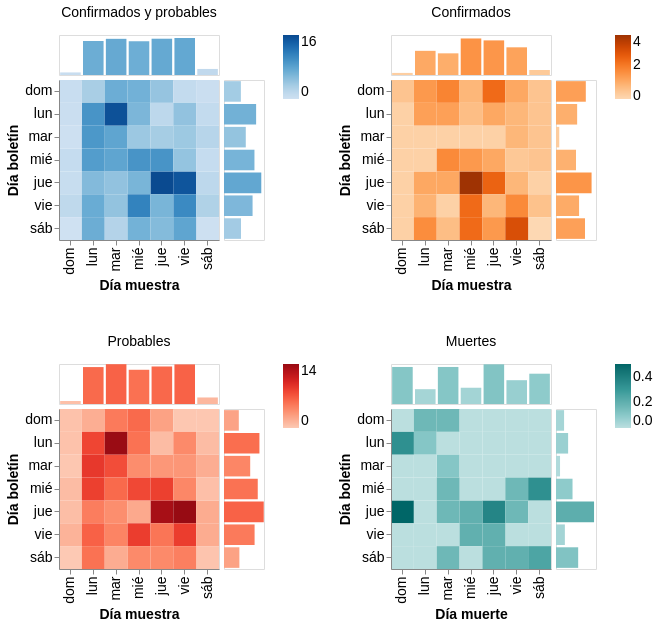 Confirmados y probables
16
0
dom
lun
mar
mié
jue
vie
sáb
Día boletín
dom
lun
mar
mié
jue
vie
sáb
Día muestra
Confirmados
4
2
0
dom
lun
mar
mié
jue
vie
sáb
Día boletín
dom
lun
mar
mié
jue
vie
sáb
Día muestra
Probables
14
0
dom
lun
mar
mié
jue
vie
sáb
Día boletín
dom
lun
mar
mié
jue
vie
sáb
Día muestra
Muertes
0.4
0.2
0.0
dom
lun
mar
mié
jue
vie
sáb
Día boletín
dom
lun
mar
mié
jue
vie
sáb
Día muerte